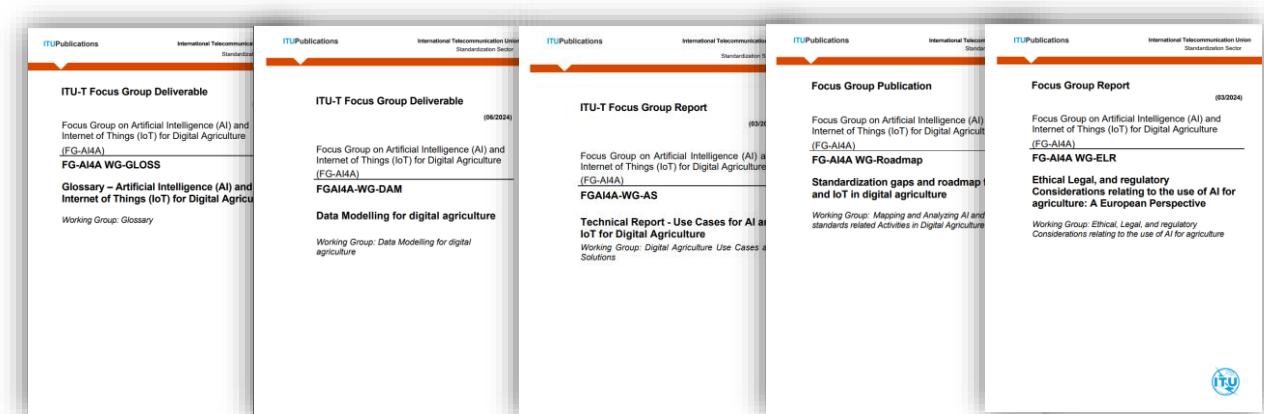 ITUPublications
International Telecommunica
Standardizat
ITU-T Focus Group Deliverable
Focus Group on Artificial Intelligence (AI) and
Internet of Things (IoT) for Digital Agriculture
(FG-AI4A)
FG-AI4A WG-GLOSS
Glossary – Artificial Intelligence (AI) and
Internet of Things (IoT) for Digital Agricu
Working Group: Glossary
ITUPublications
International Telecommunication Union
Standardization Sector
ITU-T Focus Group Deliverable
(06/2024)
Focus Group on Artificial Intelligence (AI) and
Internet of Things (IoT) for Digital Agriculture
(FG-AI4A)
FGAI4A-WG-DAM
Data Modelling for digital agriculture
Working Group: Data Modelling for digital
agriculture
ITUPublications
International Telecommunication
Standardization S
ITU-T Focus Group Report
(03/20
Focus Group on Artificial Intelligence (AI) a
Internet of Things (IoT) for Digital Agriculture
(FG-AI4A)
FGAI4A-WG-AS
Technical Report - Use Cases for AI an
IoT for Digital Agriculture
Working Group: Digital Agriculture Use Cases a
Solutions
ITUPublications
International Telecom
Standa
Focus Group Publication
Focus Group on Artificial Intelligence (AI)
Internet of Things (IoT) for Digital Agricult
(FG-AI4A)
FG-AI4A WG-Roadmap
Standardization gaps and roadmap f
and IoT in digital agriculture
Working Group: Mapping and Analyzing AI and
standards related Activities in Digital Agriculture
ITUPublications
International Telecommunication Union
Standardization Sector
Focus Group Report
(03/2024)
Focus Group on Artificial Intelligence (AI) and
Internet of Things (IoT) for Digital Agriculture
(FG-AI4A)
FG-AI4A WG-ELR
Ethical Legal, and regulatory
Considerations relating to the use of AI for
agriculture: A European Perspective
Working Group: Ethical, Legal, and regulatory
Considerations relating to the use of AI for agriculture
ITU